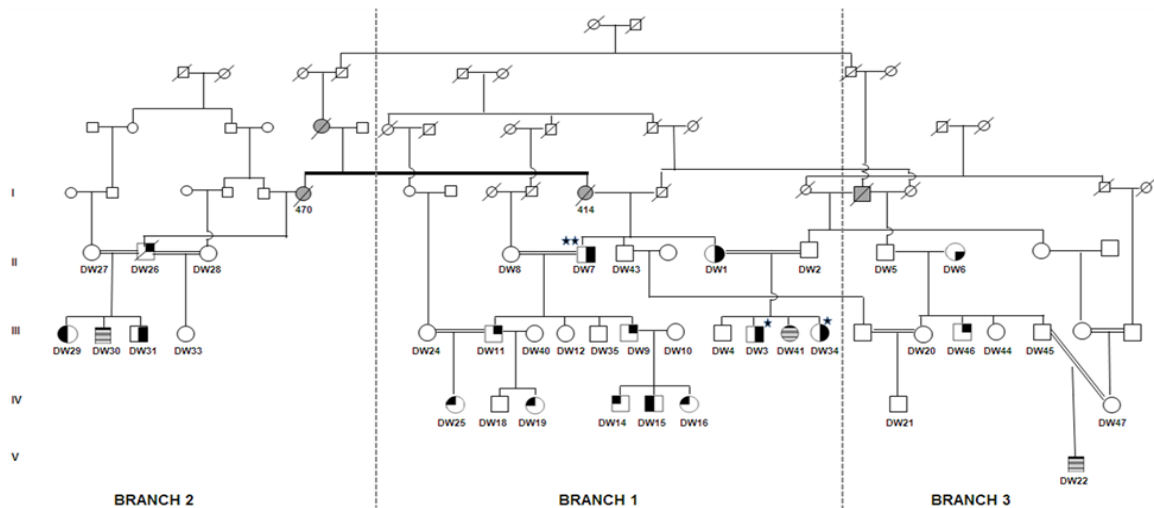 I
470
414
★★
II
DW27
DW26
DW28
DW8
DW7
DW43
DW1
DW2
DW5
DW6
★
★
III
DW29
DW30
DW31
DW33
DW24
DW11
DW40
DW12
DW35
DW9
DW10
DW4
DW3
DW41
DW34
DW20
DW46
DW44
DW45
IV
DW25
DW18
DW19
DW14
DW15
DW16
DW21
DW47
V
DW22
BRANCH 2
BRANCH 1
BRANCH 3